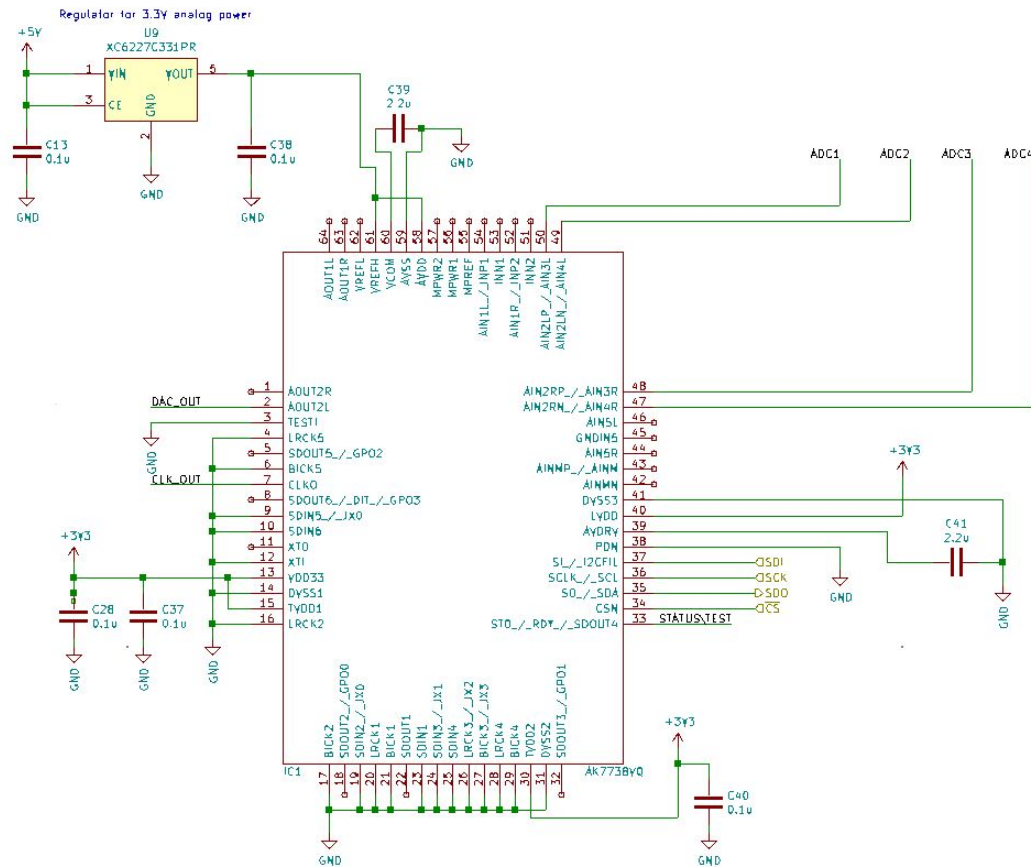 Regulator for 3.3V analog power
+5V
U9
XC6227C331PR
1
VIN
VOUT
5
3
CE
GND
2
C13
0.1u
C38
0.1u
GND
GND
GND
C39
2.2u
GND
ADC1
ADC2
ADC3
ADC4
64
63
62
61
60
59
58
57
56
55
54
53
52
51
50
49
AOUT1L
AOUT1R
VREFL
VREFH
VCOM
AVSS
AVDD
MPWR2
MPWR1
MPREF
AIN1L_/_INP1
INN1
AIN1R_/_INP2
INN2
AIN2LP_/_AIN3L
AIN2LN_/_AIN4L
1 AOUT2R
DAC_OUT 2 AOUT2L
3 TEST1
4 LRCK5
5 SDOUT5_/_GPO2
6 BICK5
CLK_OUT 7 CLKO
8 SDOUT6_/_DIT_/_GPO3
9 SDIN5_/_JX0
10 SDIN6
11 XTO
12 XTI
13 VDD33
14 DVSS1
15 TVDD1
16 LRCK2
GND
+3V3
C28
0.1u
C37
0.1u
GND
GND
GND
AIN2RP_/_AIN3R 48
AIN2RN_/_AIN4R 47
AIN5L 46
GNDIN5 45
AIN5R 44
AINMP_/_AINM 43
AINMN 42
DVSS3 41
LVDD 40
AVDRV 39
PDN 38
SI_/_I2CFIL 37 SDI
SCLK_/_SCL 36 SCK
SO_/_SDA 35 SDO
CSN 34 CS
STO_/_RDY_/_SDOUT4 33 STATUS\TEST
+3V3
C41
2.2u
GND
GND
BICK2
SDOUT2_/_GPO0
SDIN2_/_JX0
LRCK1
BICK1
SDOUT1
SDIN1
SDIN3_/_JX1
SDIN4
LRCK3_/_JX2
BICK3_/_JX3
LRCK4
BICK4
TVDD2
DVSS2
SDOUT3_/_GPO1
IC1
AK7738VQ
17
18
19
20
21
22
23
24
25
26
27
28
29
30
31
32
GND
+3V3
C40
0.1u
GND